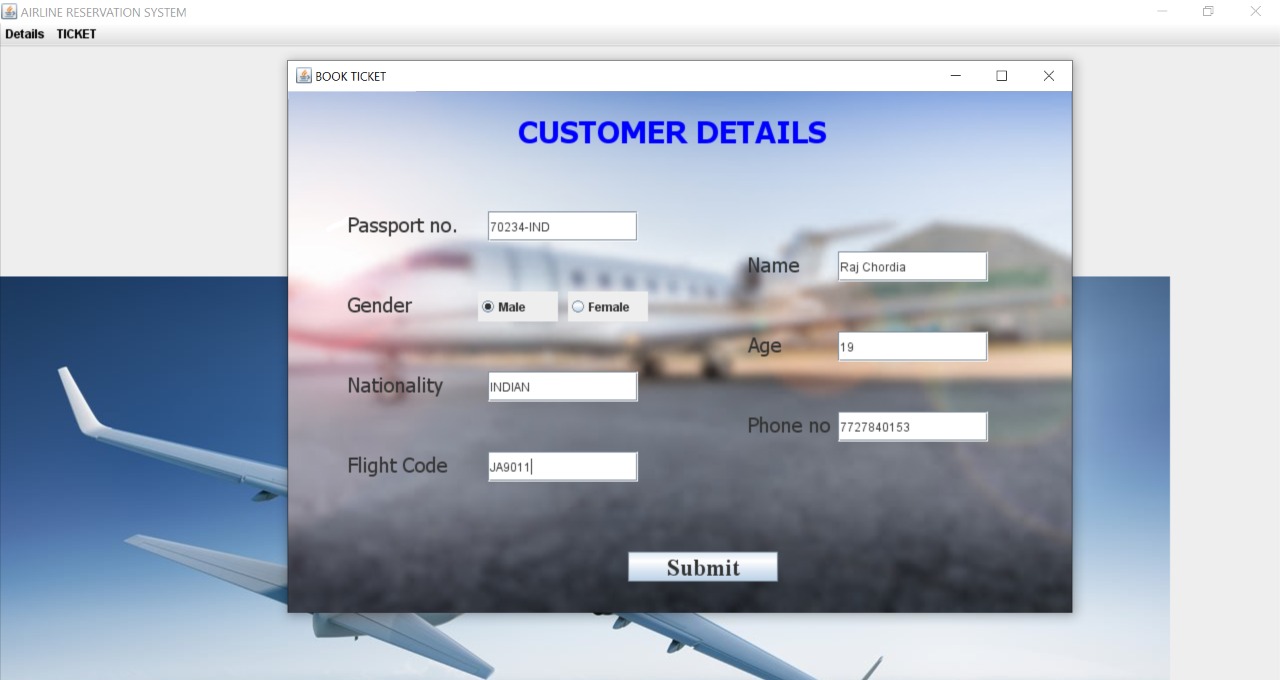 AIRLINE RESERVATION SYSTEM
Details TICKET
BOOK TICKET
CUSTOMER DETAILS
Passport no. 70234-IND
Name Raj Chordia
Gender Male Female
Age 19
Nationality INDIAN
Phone no 7727840153
Flight Code JA9011
Submit